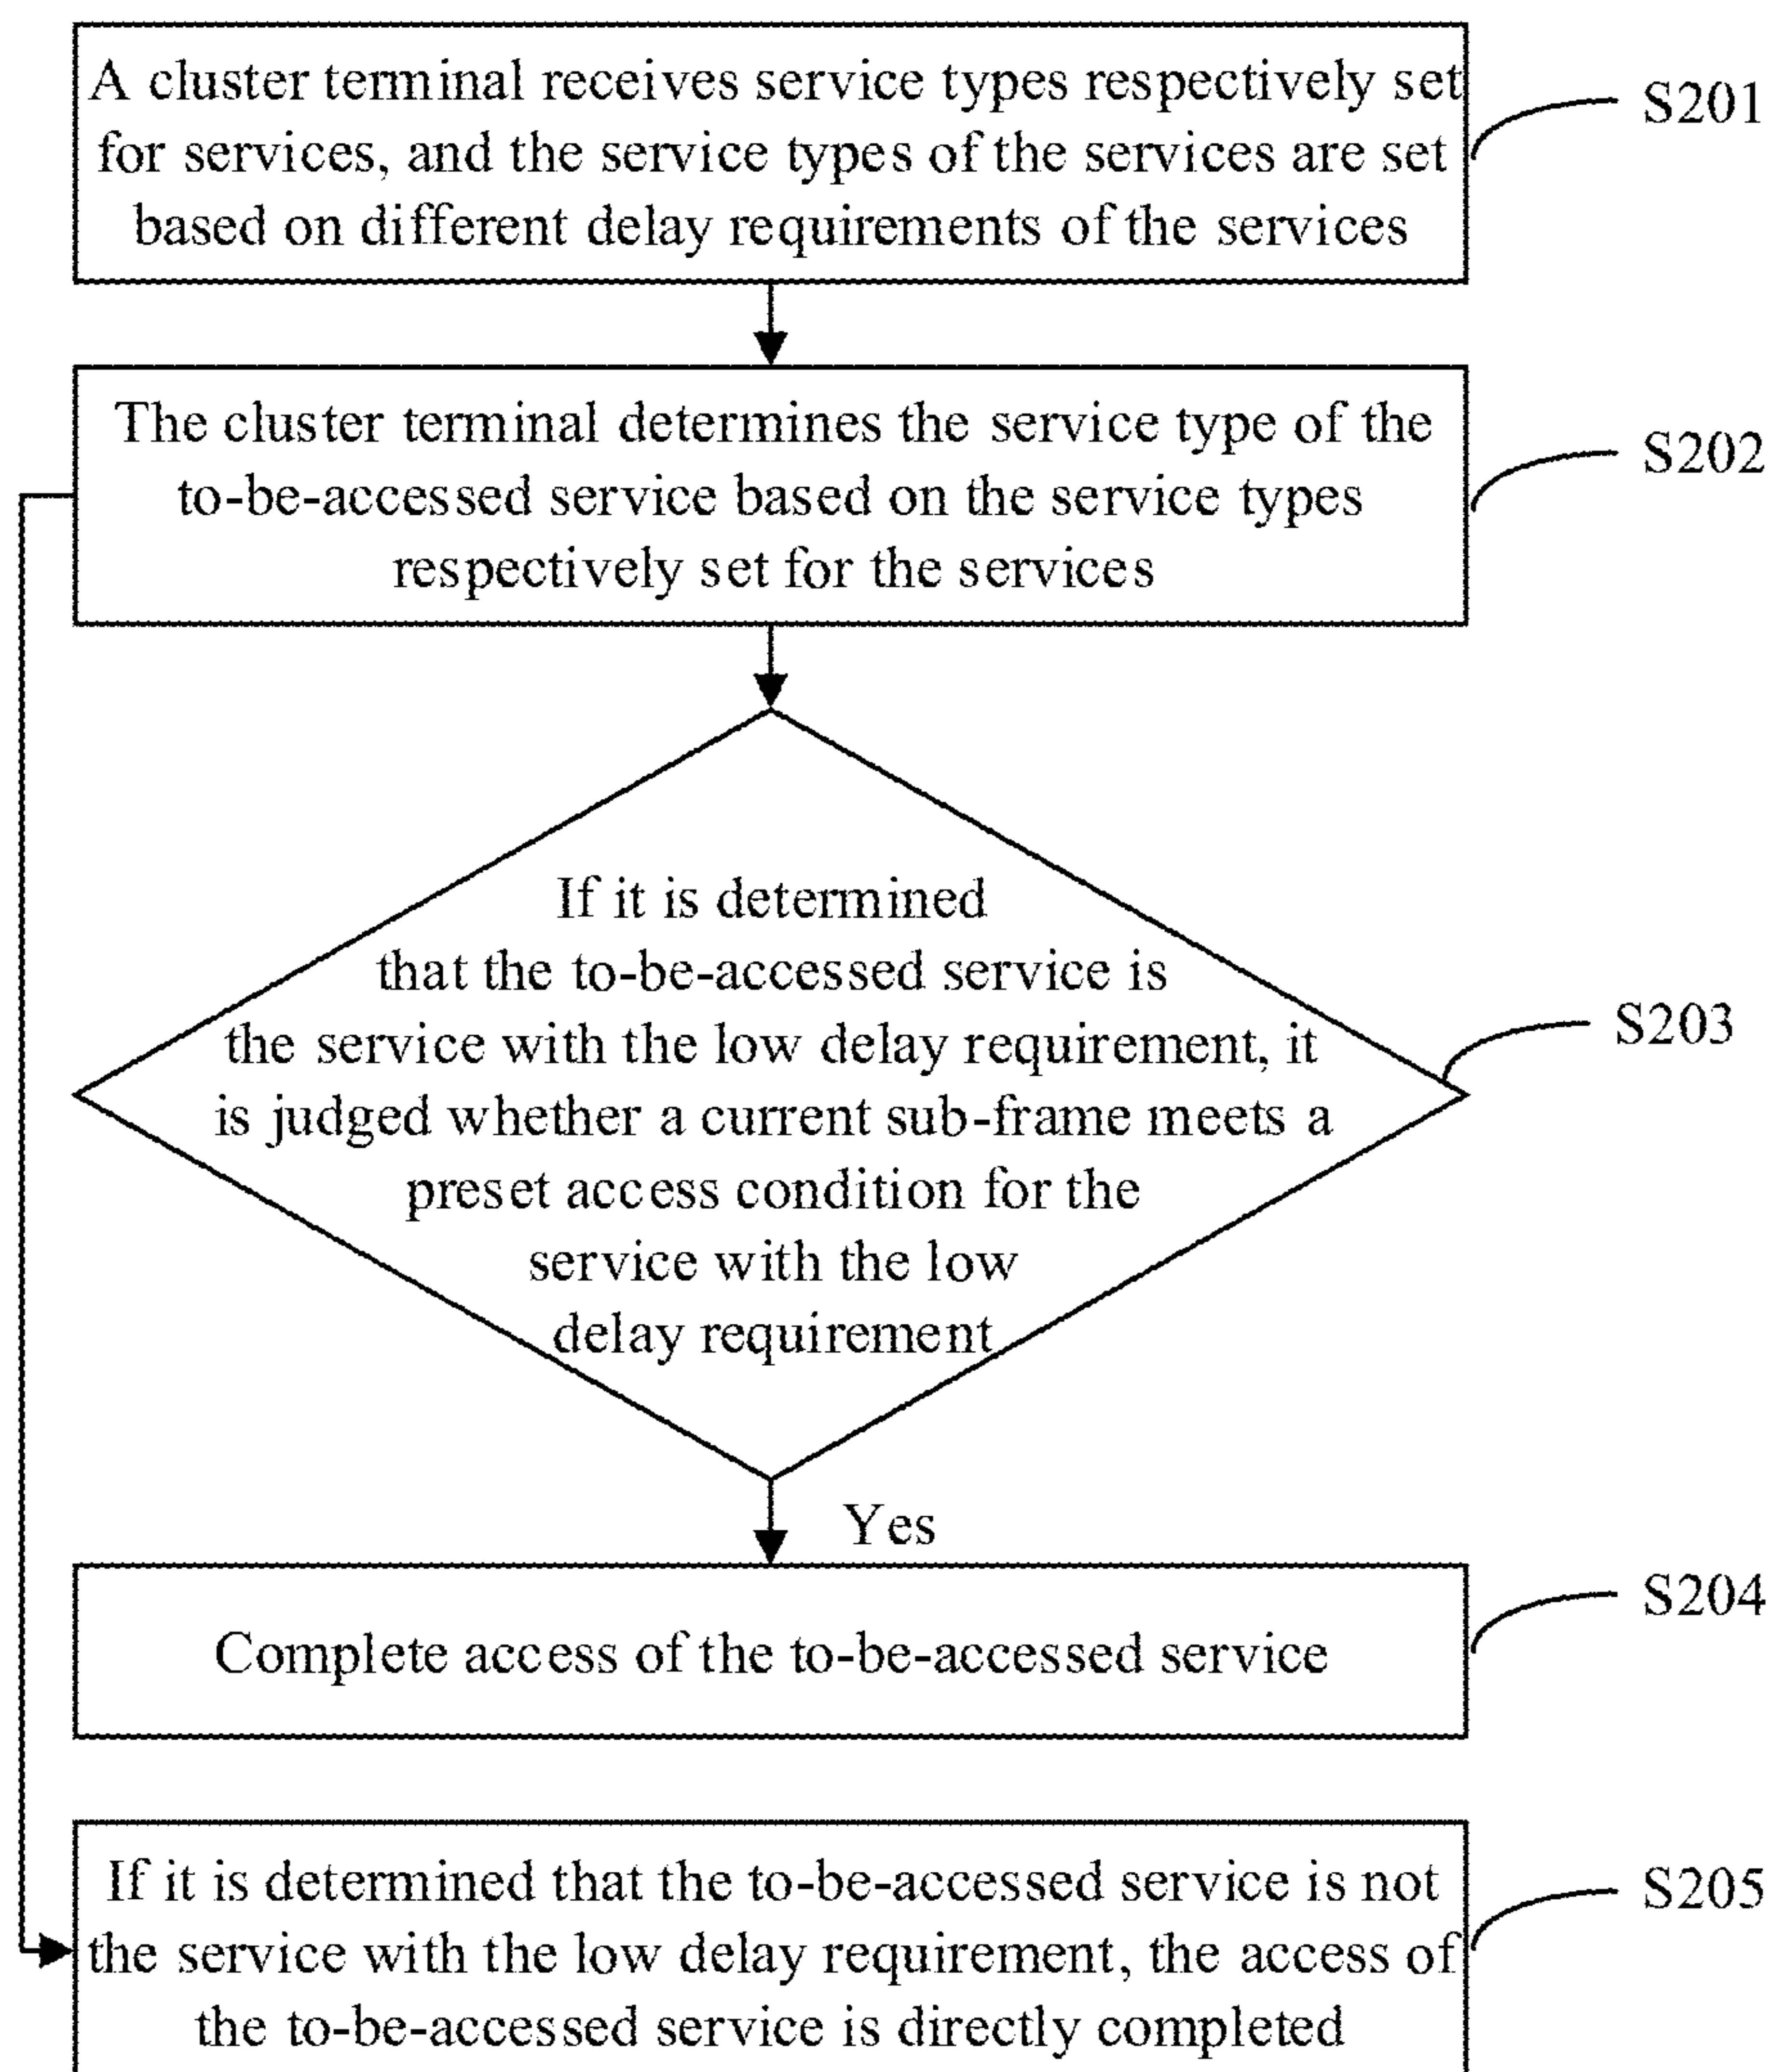 A cluster terminal receives service types respectively set
for services, and the service types of the services are set
based on different delay requirements of the services
S201
The cluster terminal determines the service type of the
to-be-accessed service based on the service types
respectively set for the services
S202
If it is determined
that the to-be-accessed service is
the service with the low delay requirement, it
is judged whether a current sub-frame meets a
preset access condition for the
service with the low
delay requirement
S203
Yes
Complete access of the to-be-accessed service
S204
If it is determined that the to-be-accessed service is not
the service with the low delay requirement, the access of
the to-be-accessed service is directly completed
S205